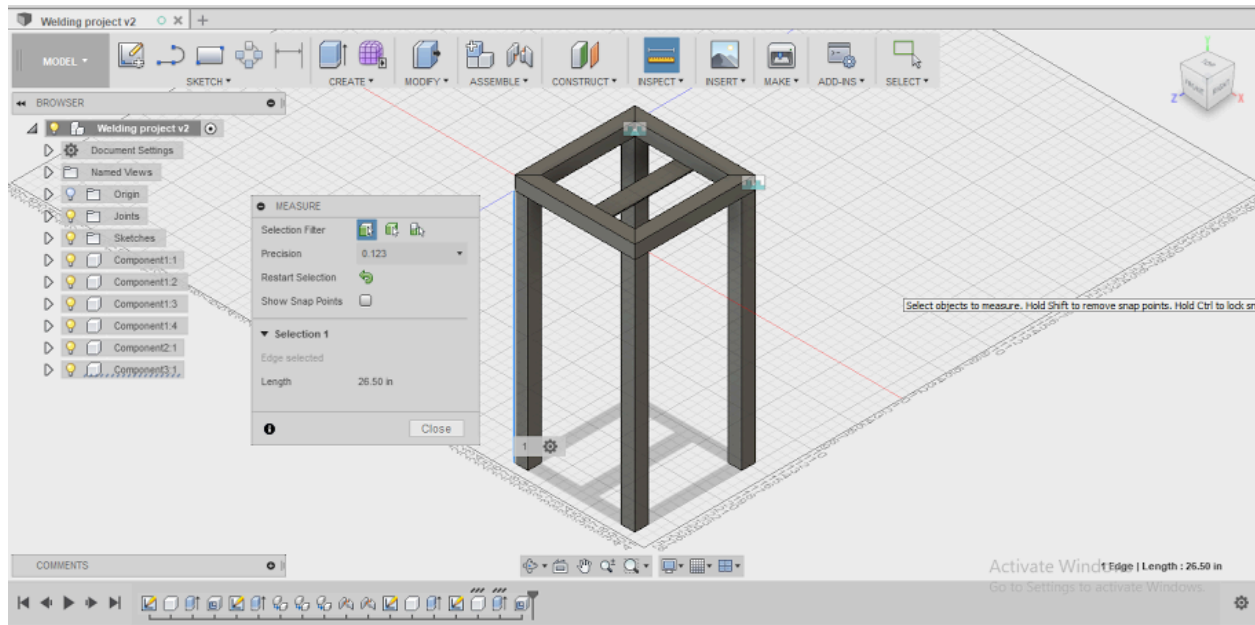 Welding project v2
MODEL
SKETCH
CREATE
MODIFY
ASSEMBLE
CONSTRUCT
INSPECT
INSERT
MAKE
ADD-INS
SELECT
TOP
FRONT
RIGHT
Z
X
BROWSER
Welding project v2
Document Settings
Named Views
Origin
Joints
Sketches
Component1:1
Component1:2
Component1:3
Component1:4
Component2:1
Component3:1
MEASURE
Selection Filter
Precision 0.123
Restart Selection
Show Snap Points
Selection 1
Edge selected
Length 26.50 in
Close
1
Select objects to measure. Hold Shift to remove snap points. Hold Ctrl to lock sn
COMMENTS
Activate Wind
1 Edge | Length : 26.50 in
Go to Settings to activate Windows.